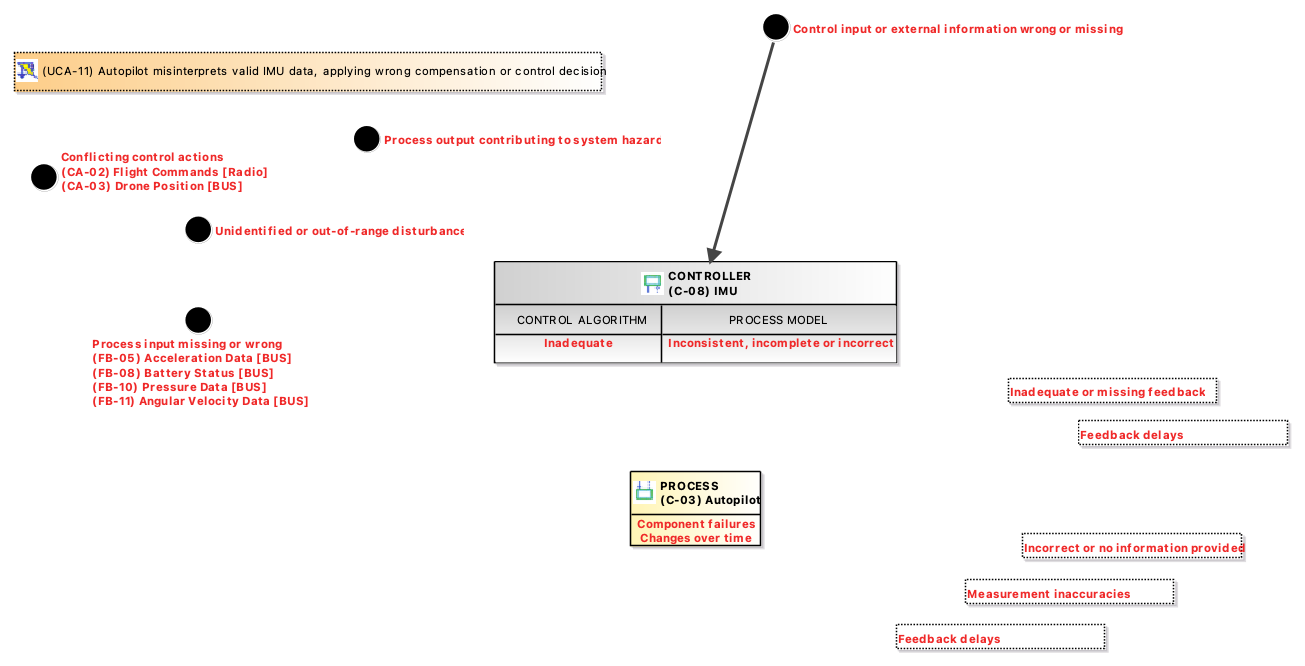 Control input or external information wrong or missing
(UCA-11) Autopilot misinterprets valid IMU data, applying wrong compensation or control decision
Process output contributing to system hazard
Conflicting control actions
(CA-02) Flight Commands [Radio]
(CA-03) Drone Position [BUS]
Unidentified or out-of-range disturbance
CONTROLLER
(C-08) IMU
CONTROL ALGORITHM
PROCESS MODEL
Inadequate
Inconsistent, incomplete or incorrect
Process input missing or wrong
(FB-05) Acceleration Data [BUS]
(FB-08) Battery Status [BUS]
(FB-10) Pressure Data [BUS]
(FB-11) Angular Velocity Data [BUS]
Inadequate or missing feedback
Feedback delays
PROCESS
(C-03) Autopilot
Component failures
Changes over time
Incorrect or no information provided
Measurement inaccuracies
Feedback delays